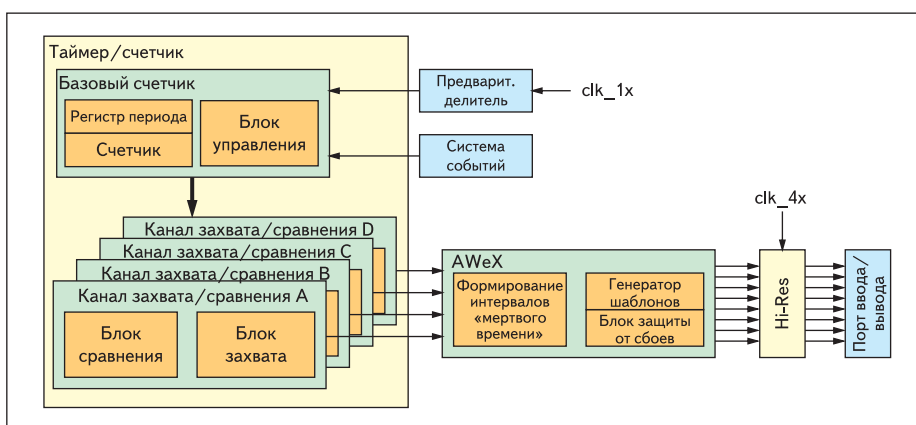 Таймер/счетчик
Базовый счетчик
Регистр периода
Счетчик
Блок
управления
Предварит.
делитель
clk_1x
Система
событий
Канал захвата/сравнения D
Канал захвата/сравнения C
Канал захвата/сравнения B
Канал захвата/сравнения A
Блок
сравнения
Блок
захвата
AWeX
Формирование
интервалов
«мертвого
времени»
Генератор
шаблонов
Блок защиты
от сбоев
clk_4x
Hi-Res
Порт ввода/
вывода